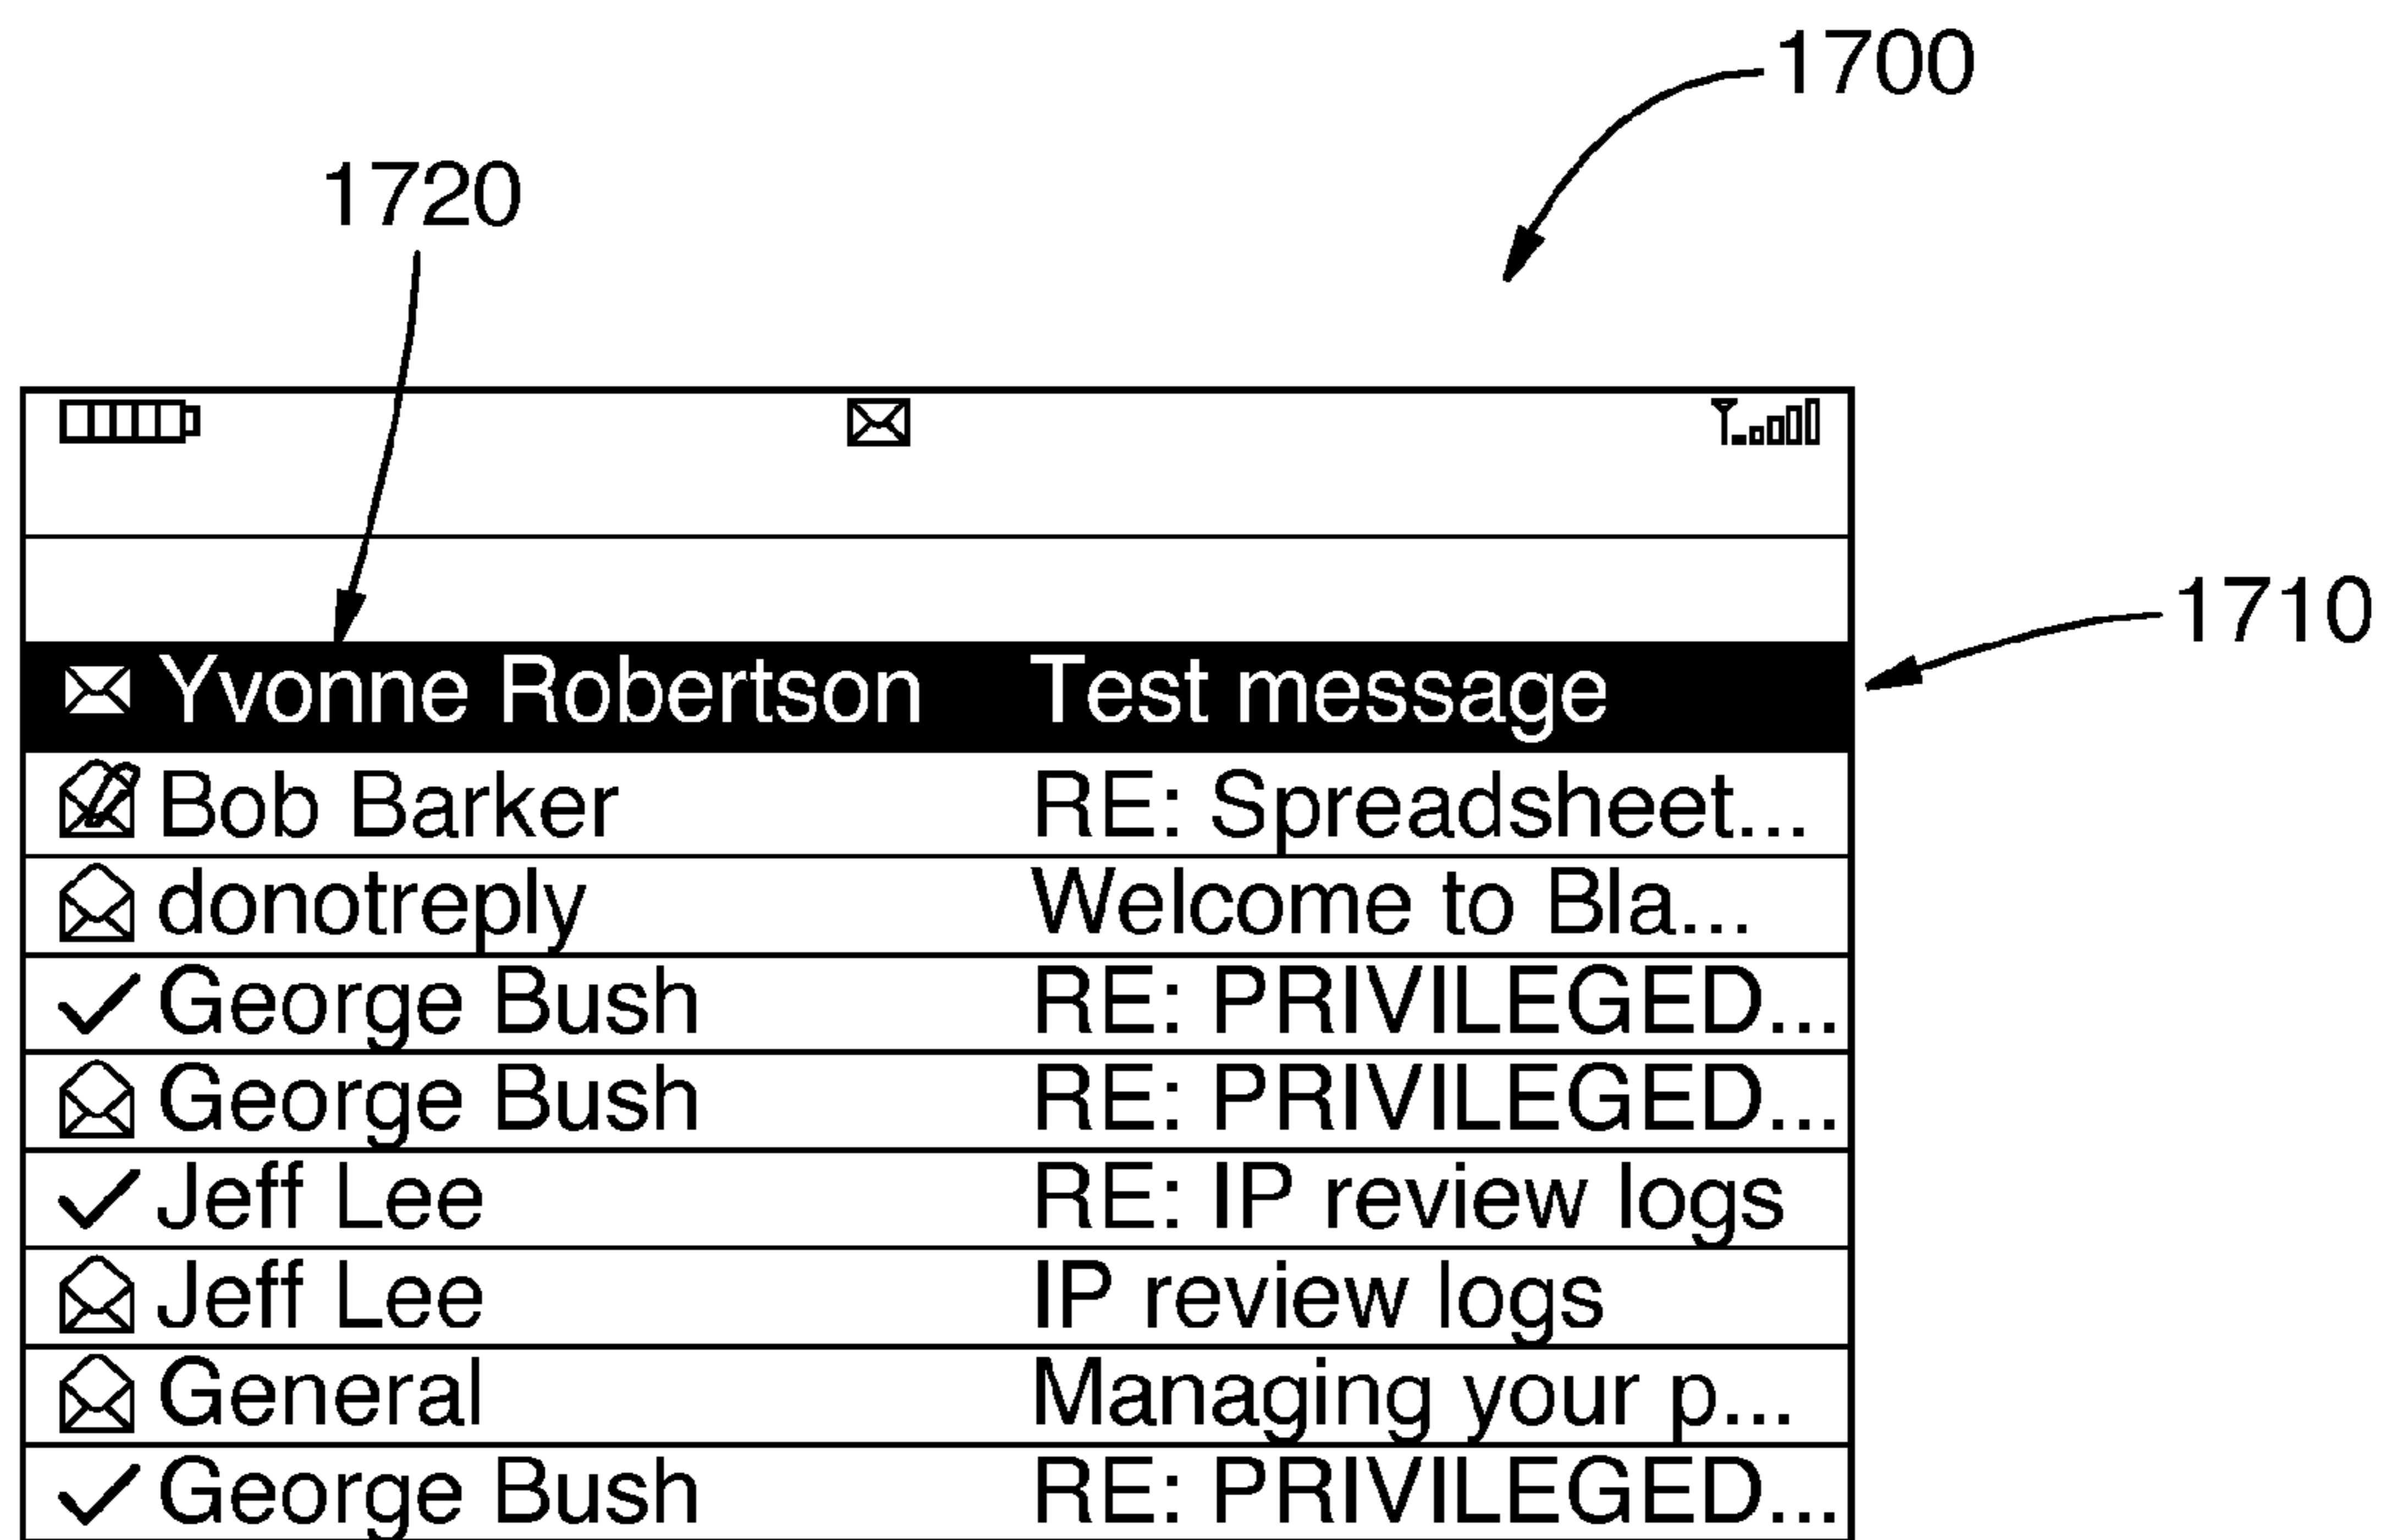 1700
1720
1710
Yvonne Robertson Test message
Bob Barker RE: Spreadsheet...
donotreply Welcome to Bla...
George Bush RE: PRIVILEGED...
George Bush RE: PRIVILEGED...
Jeff Lee RE: IP review logs
Jeff Lee IP review logs
General Managing your p...
George Bush RE: PRIVILEGED...